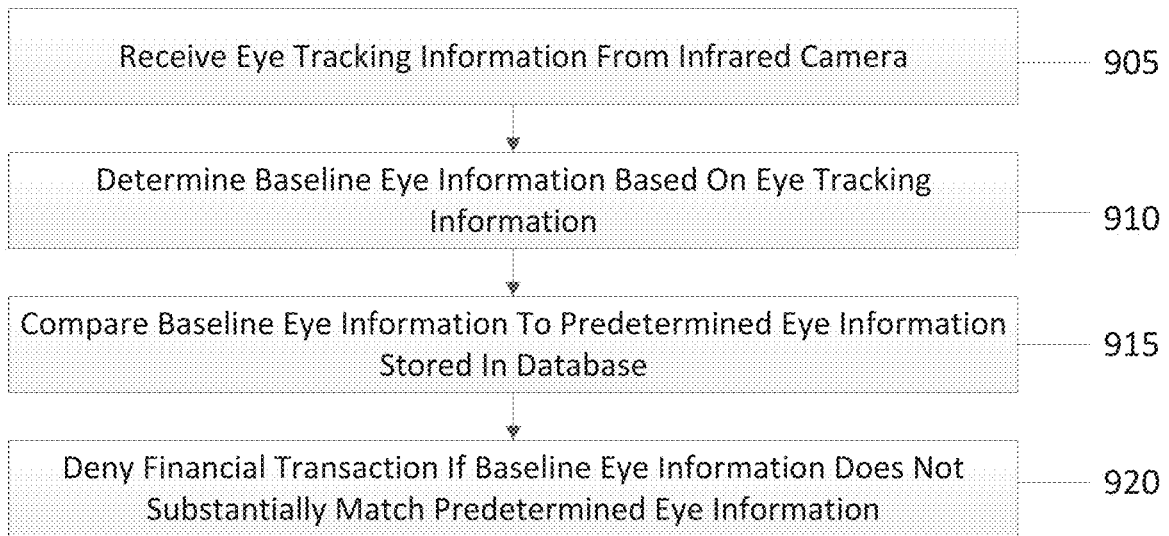 Receive Eye Tracking Information From Infrared Camera
905
Determine Baseline Eye Information Based On Eye Tracking
Information
910
Compare Baseline Eye Information To Predetermined Eye Information
Stored In Database
915
Deny Financial Transaction If Baseline Eye Information Does Not
Substantially Match Predetermined Eye Information
920